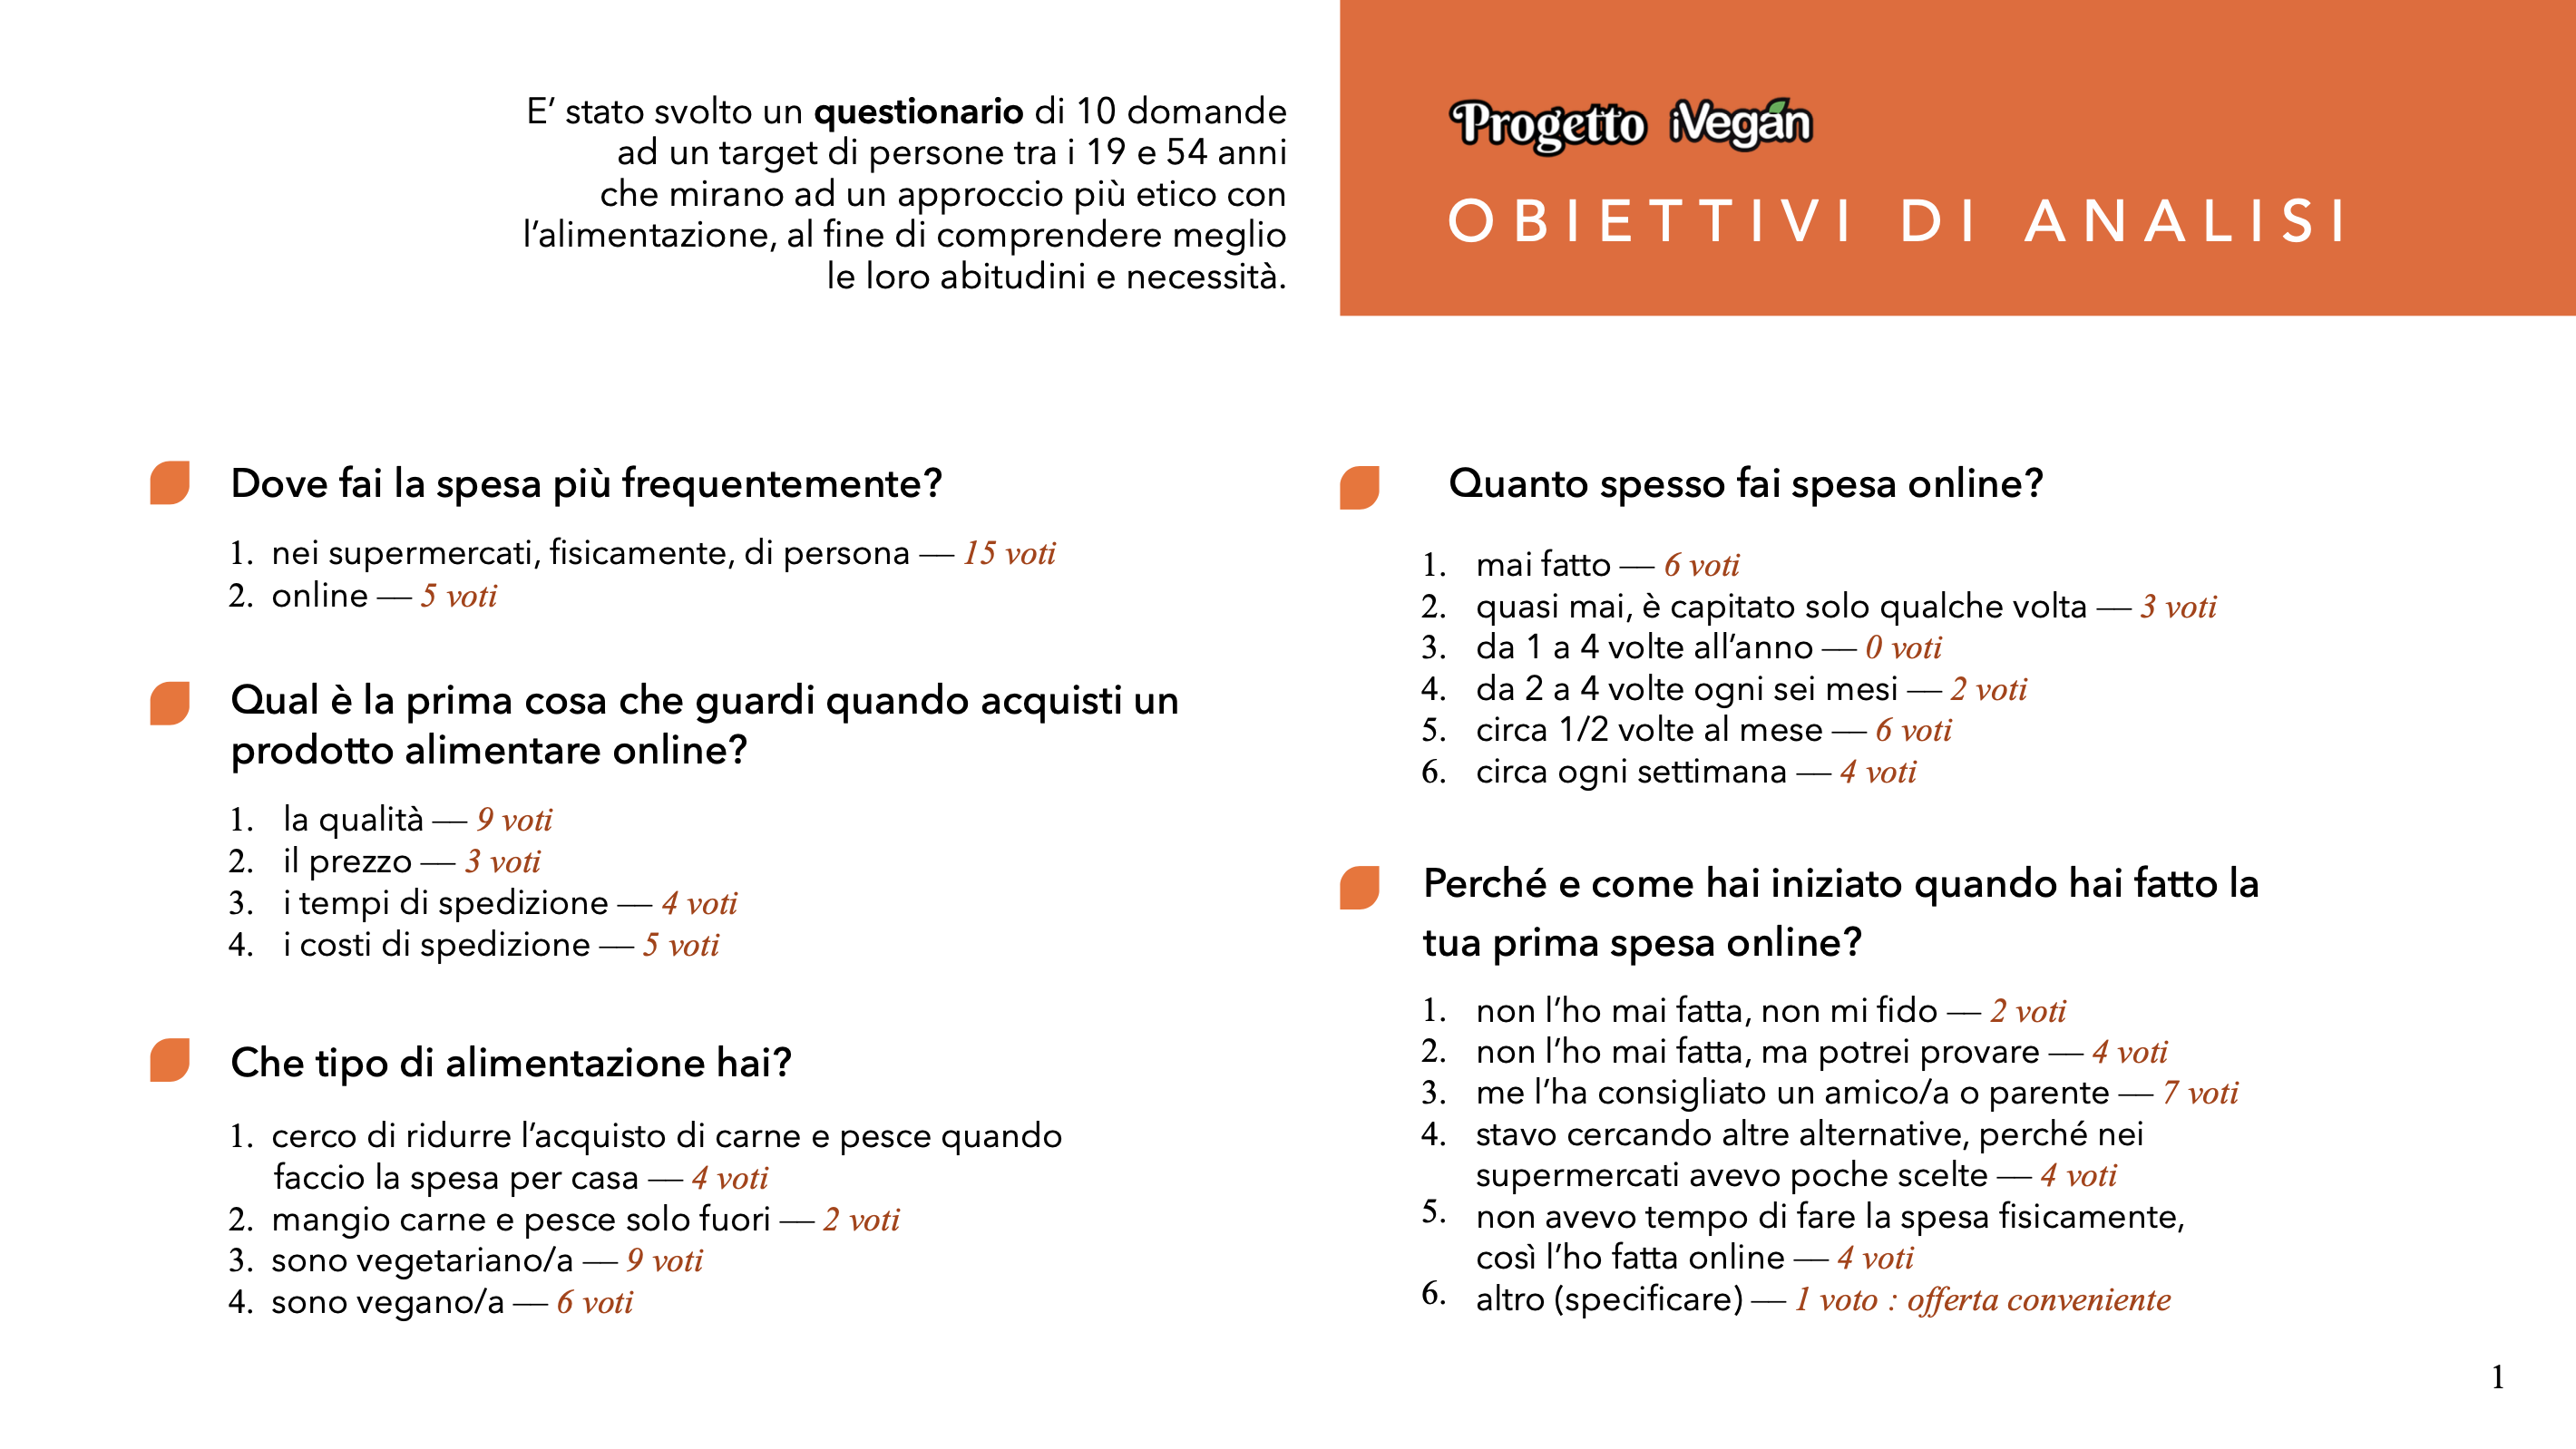 E’ stato svolto un questionario di 10 domande
ad un target di persone tra i 19 e 54 anni
che mirano ad un approccio più etico con
l’alimentazione, al fine di comprendere meglio
le loro abitudini e necessità.
Progetto iVegan
OBIETTIVI DI ANALISI
Dove fai la spesa più frequentemente?
1. nei supermercati, fisicamente, di persona — 15 voti
2. online — 5 voti
Qual è la prima cosa che guardi quando acquisti un
prodotto alimentare online?
1. la qualità — 9 voti
2. il prezzo — 3 voti
3. i tempi di spedizione — 4 voti
4. i costi di spedizione — 5 voti
Che tipo di alimentazione hai?
1. cerco di ridurre l’acquisto di carne e pesce quando
faccio la spesa per casa — 4 voti
2. mangio carne e pesce solo fuori — 2 voti
3. sono vegetariano/a — 9 voti
4. sono vegano/a — 6 voti
Quanto spesso fai spesa online?
1. mai fatto — 6 voti
2. quasi mai, è capitato solo qualche volta — 3 voti
3. da 1 a 4 volte all’anno — 0 voti
4. da 2 a 4 volte ogni sei mesi — 2 voti
5. circa 1/2 volte al mese — 6 voti
6. circa ogni settimana — 4 voti
Perché e come hai iniziato quando hai fatto la
tua prima spesa online?
1. non l’ho mai fatta, non mi fido — 2 voti
2. non l’ho mai fatta, ma potrei provare — 4 voti
3. me l’ha consigliato un amico/a o parente — 7 voti
4. stavo cercando altre alternative, perché nei
supermercati avevo poche scelte — 4 voti
5. non avevo tempo di fare la spesa fisicamente,
così l’ho fatta online — 4 voti
6. altro (specificare) — 1 voto : offerta conveniente
1